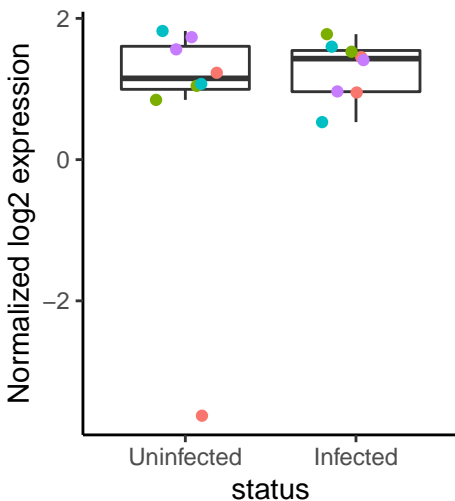 Normalized log2 expression
2
0
−2
Uninfected Infected
status